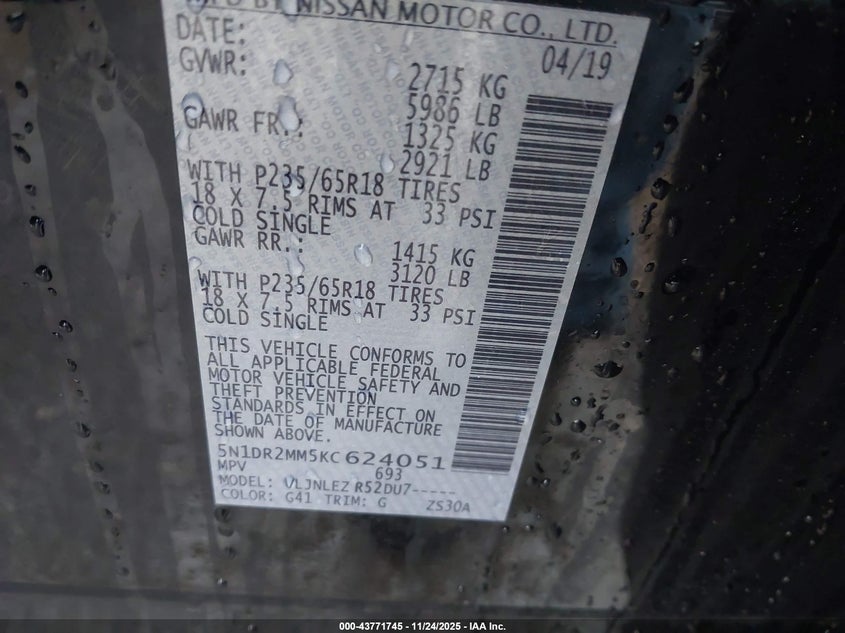 MFD BY NISSAN MOTOR CO., LTD.
DATE: 04/19
GVWR: 2715 KG
5986 LB
GAWR FR.: 1325 KG
2921 LB
WITH P235/65R18 TIRES
18 X 7.5 RIMS AT 33 PSI
COLD SINGLE
GAWR RR.: 1415 KG
3120 LB
WITH P235/65R18 TIRES
18 X 7.5 RIMS AT 33 PSI
COLD SINGLE
THIS VEHICLE CONFORMS TO
ALL APPLICABLE FEDERAL
MOTOR VEHICLE SAFETY AND
THEFT PREVENTION
STANDARDS IN EFFECT ON
THE DATE OF MANUFACTURE
SHOWN ABOVE.
5N1DR2MM5KC624051
MPV 693
MODEL: VLJNLEZ R52DU7-----
COLOR: G41 TRIM: G ZS30A
000-43771745 - 11/24/2025 - IAA Inc.